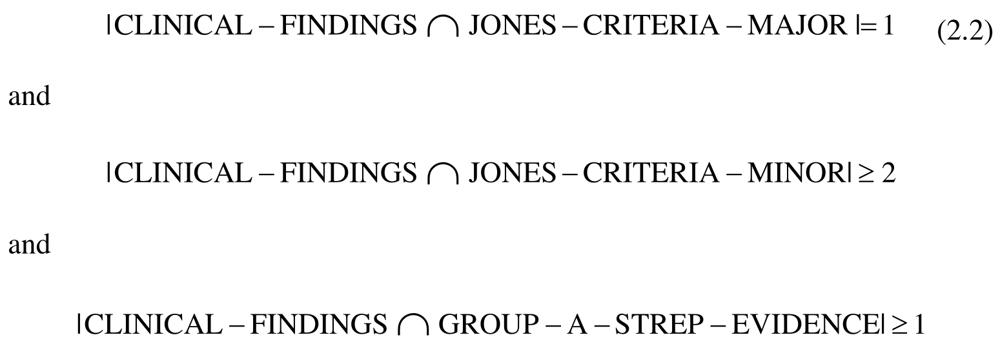 |CLINICAL – FINDINGS ⋂ JONES – CRITERIA – MAJOR |= 1 (2.2)
and
|CLINICAL – FINDINGS ⋂ JONES – CRITERIA – MINOR| ≥ 2
and
|CLINICAL – FINDINGS ⋂ GROUP – A – STREP – EVIDENCE| ≥ 1